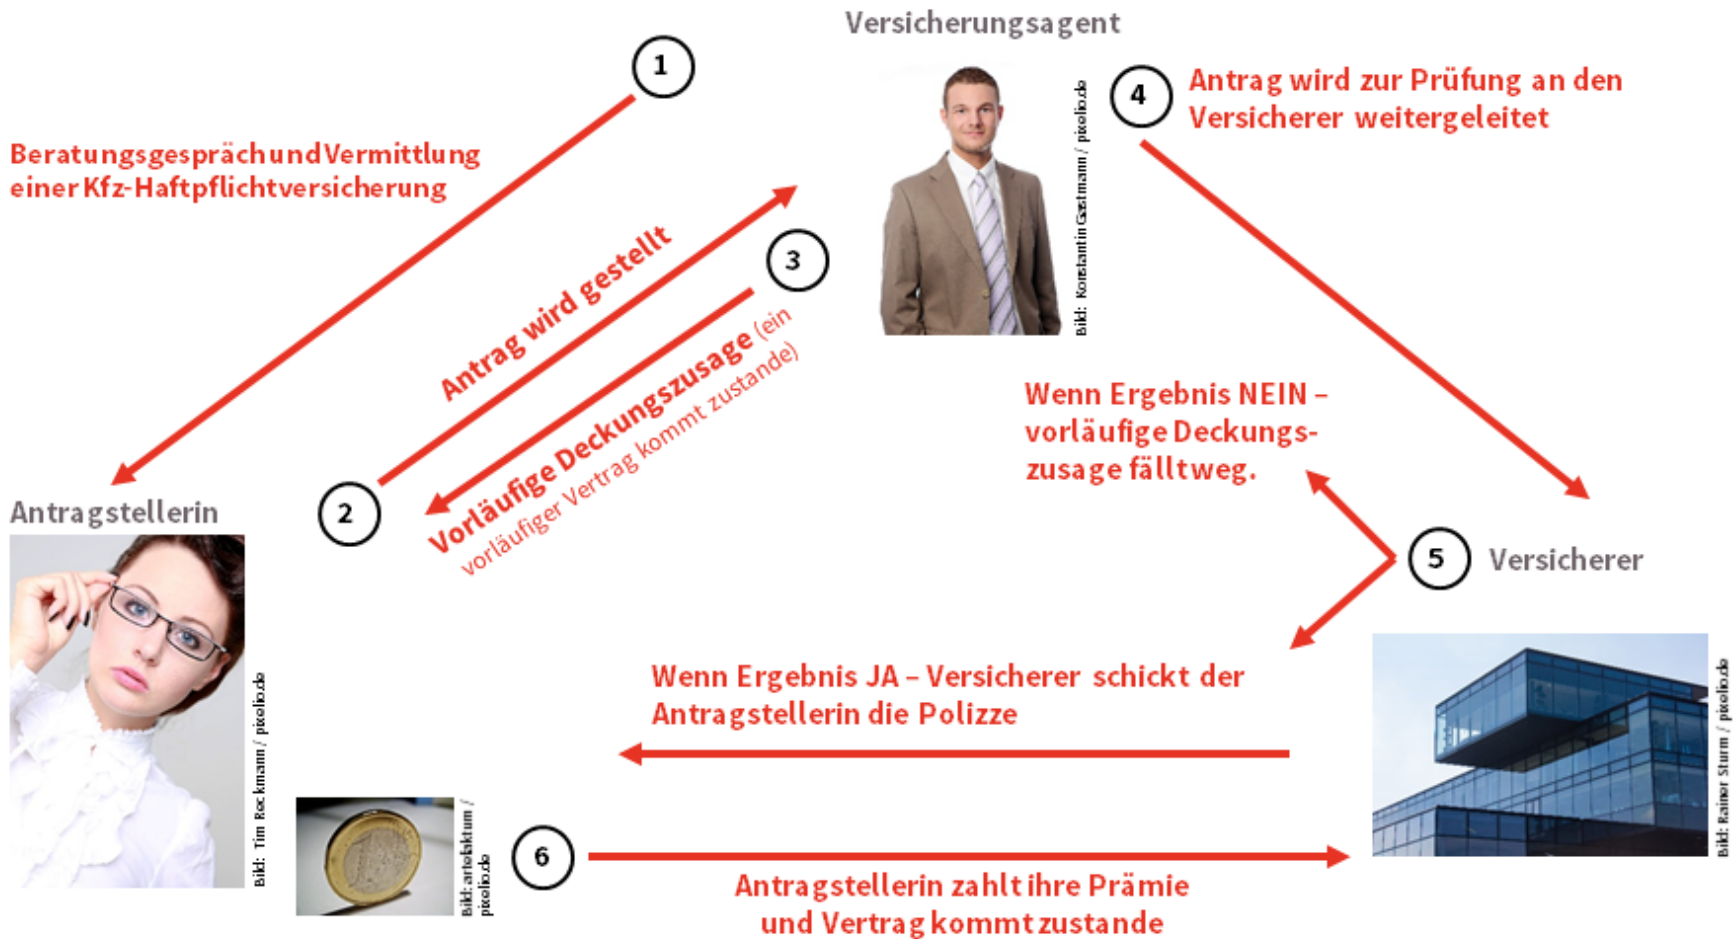 Versicherungsagent
1
4
Antrag wird zur Prüfung an den
Versicherer weitergeleitet
Beratungsgespräch und Vermittlung
einer Kfz-Haftpflichtversicherung
Bild: Konstantin Gastmann / pixelio.de
Antrag wird gestellt
3
Vorläufige Deckungszusage (ein
vorläufiger Vertrag kommt zustande)
Wenn Ergebnis NEIN –
vorläufige Deckungs-
zusage fällt weg.
Antragstellerin
2
5
Versicherer
Bild: Tim Reckmann / pixelio.de
Wenn Ergebnis JA – Versicherer schickt der
Antragstellerin die Polizze
Bild: Rainer Sturm / pixelio.de
Bild: artefaktum /
pixelio.de
6
Antragstellerin zahlt ihre Prämie
und Vertrag kommt zustande